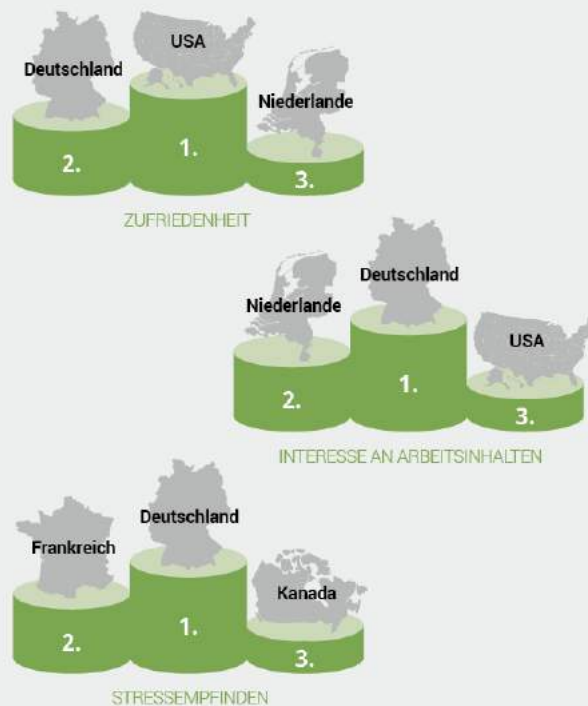 USA
Deutschland
Niederlande
1.
2.
3.
ZUFRIEDENHEIT
Deutschland
Niederlande
USA
1.
2.
3.
INTERESSE AN ARBEITSINHALTEN
Deutschland
Frankreich
Kanada
1.
2.
3.
STRESSEMPFINDEN